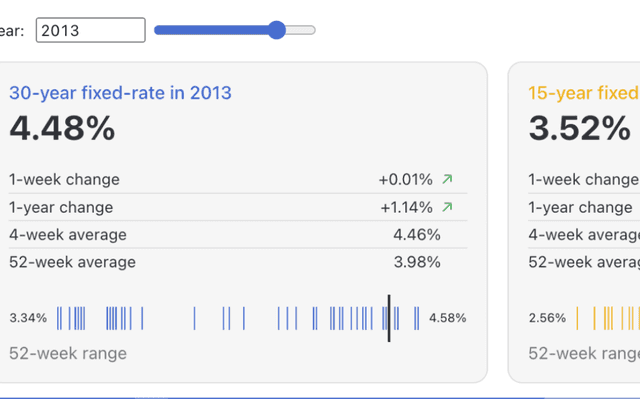 ear: 2013
30-year fixed-rate in 2013
4.48%
1-week change +0.01%
1-year change +1.14%
4-week average 4.46%
52-week average 3.98%
3.34% 4.58%
52-week range
15-year fixed
3.52%
1-week change
1-year change
4-week average
52-week avera
2.56%
52-week range